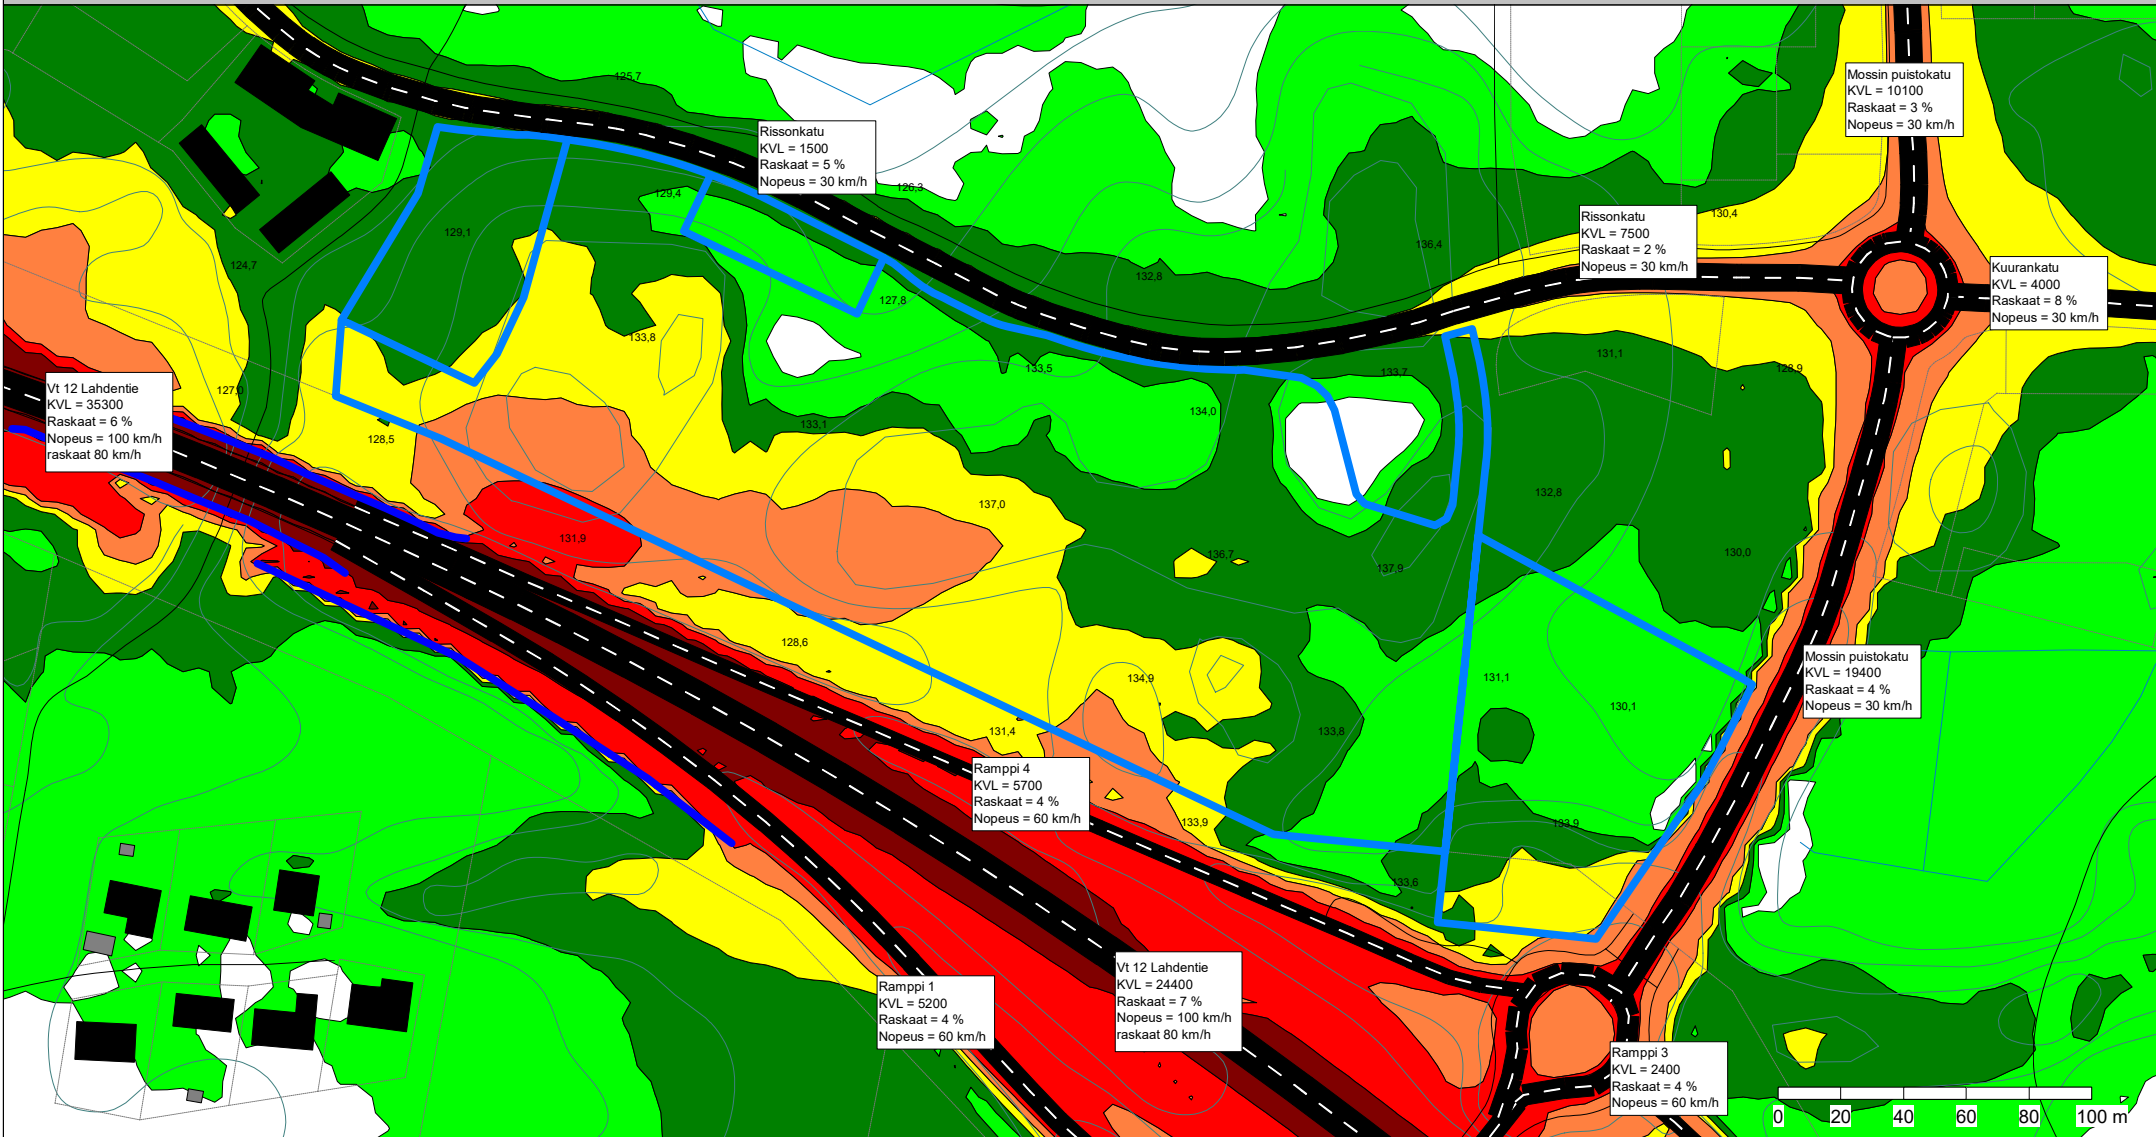 Mossin puistokatu
KVL = 10100
Raskaat = 3 %
Nopeus = 30 km/h
125,7
Rissonkatu
KVL = 1500
Raskaat = 5 %
Nopeus = 30 km/h
129,4
126,3
130,4
Rissonkatu
KVL = 7500
Raskaat = 2 %
Nopeus = 30 km/h
129,1
136,4
124,7
132,8
Kuurankatu
KVL = 4000
Raskaat = 8 %
Nopeus = 30 km/h
127,8
133,8
131,1
133,5
133,7
128,9
127,0
Vt 12 Lahdentie
KVL = 35300
Raskaat = 6 %
Nopeus = 100 km/h
raskaat 80 km/h
134,0
133,1
128,5
132,8
137,0
131,9
136,7
130,0
137,9
128,6
Mossin puistokatu
KVL = 19400
Raskaat = 4 %
Nopeus = 30 km/h
134,9
131,1
130,1
131,4
133,8
Ramppi 4
KVL = 5700
Raskaat = 4 %
Nopeus = 60 km/h
133,9
133,9
133,6
Vt 12 Lahdentie
KVL = 24400
Raskaat = 7 %
Nopeus = 100 km/h
raskaat 80 km/h
Ramppi 1
KVL = 5200
Raskaat = 4 %
Nopeus = 60 km/h
Ramppi 3
KVL = 2400
Raskaat = 4 %
Nopeus = 60 km/h
0 20 40 60 80 100 m